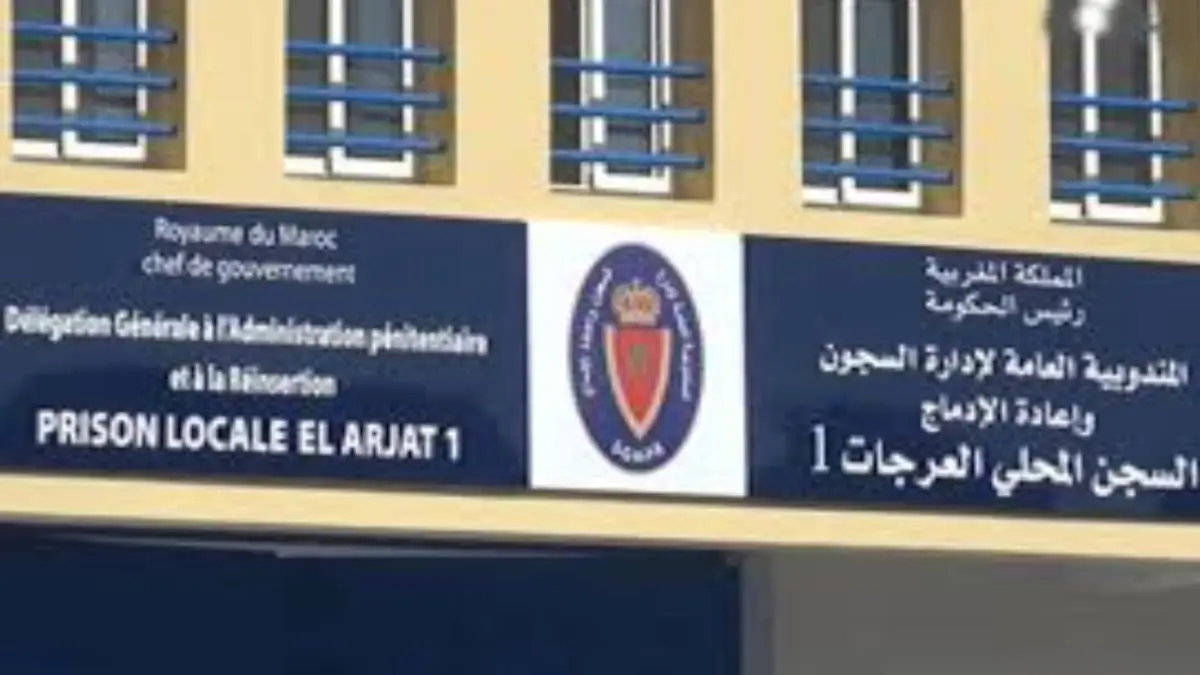 Royaume du Maroc
chef de gouvernement
Délégation Générale à l'Administration pénitentiaire
et à la Réinsertion
PRISON LOCALE EL ARJAT 1
DGAPR
المملكة المغربية
رئيس الحكومة
المندوبية العامة لإدارة السجون
وإعادة الإدماج
السجن المحلي العرجات 1